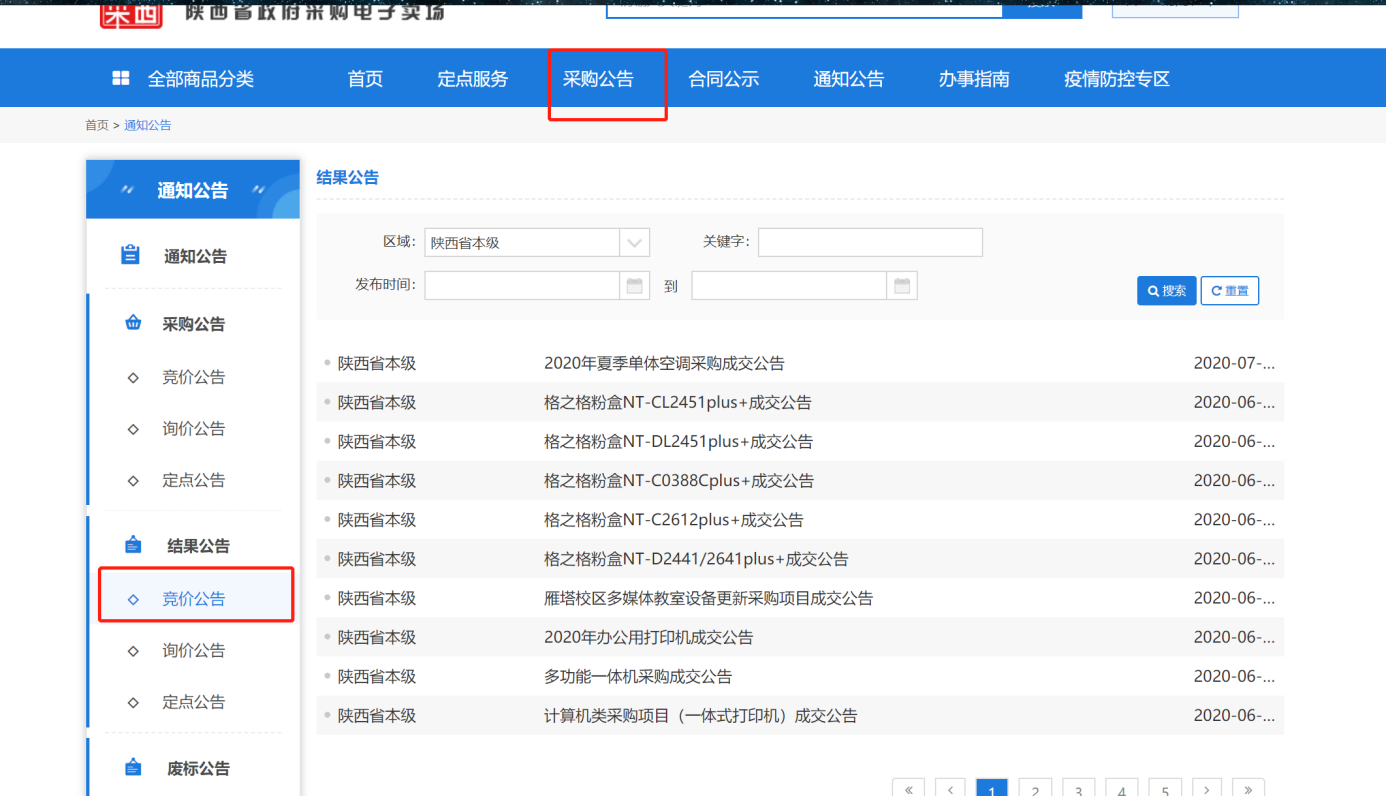 采西 陕西省政府采购电子卖场
全部商品分类 首页 定点服务 采购公告 合同公示 通知公告 办事指南 疫情防控专区
首页 > 通知公告
通知公告
通知公告
采购公告
竞价公告
询价公告
定点公告
结果公告
竞价公告
询价公告
定点公告
废标公告
结果公告
区域： 陕西省本级 关键字：
发布时间： 到 搜索 重置
陕西省本级 2020年夏季单体空调采购成交公告 2020-07-...
陕西省本级 格之格粉盒NT-CL2451plus+成交公告 2020-06-...
陕西省本级 格之格粉盒NT-DL2451plus+成交公告 2020-06-...
陕西省本级 格之格粉盒NT-C0388Cplus+成交公告 2020-06-...
陕西省本级 格之格粉盒NT-C2612plus+成交公告 2020-06-...
陕西省本级 格之格粉盒NT-D2441/2641plus+成交公告 2020-06-...
陕西省本级 雁塔校区多媒体教室设备更新采购项目成交公告 2020-06-...
陕西省本级 2020年办公用打印机成交公告 2020-06-...
陕西省本级 多功能一体机采购成交公告 2020-06-...
陕西省本级 计算机类采购项目（一体式打印机）成交公告 2020-06-...
« ‹ 1 2 3 4 5 › »